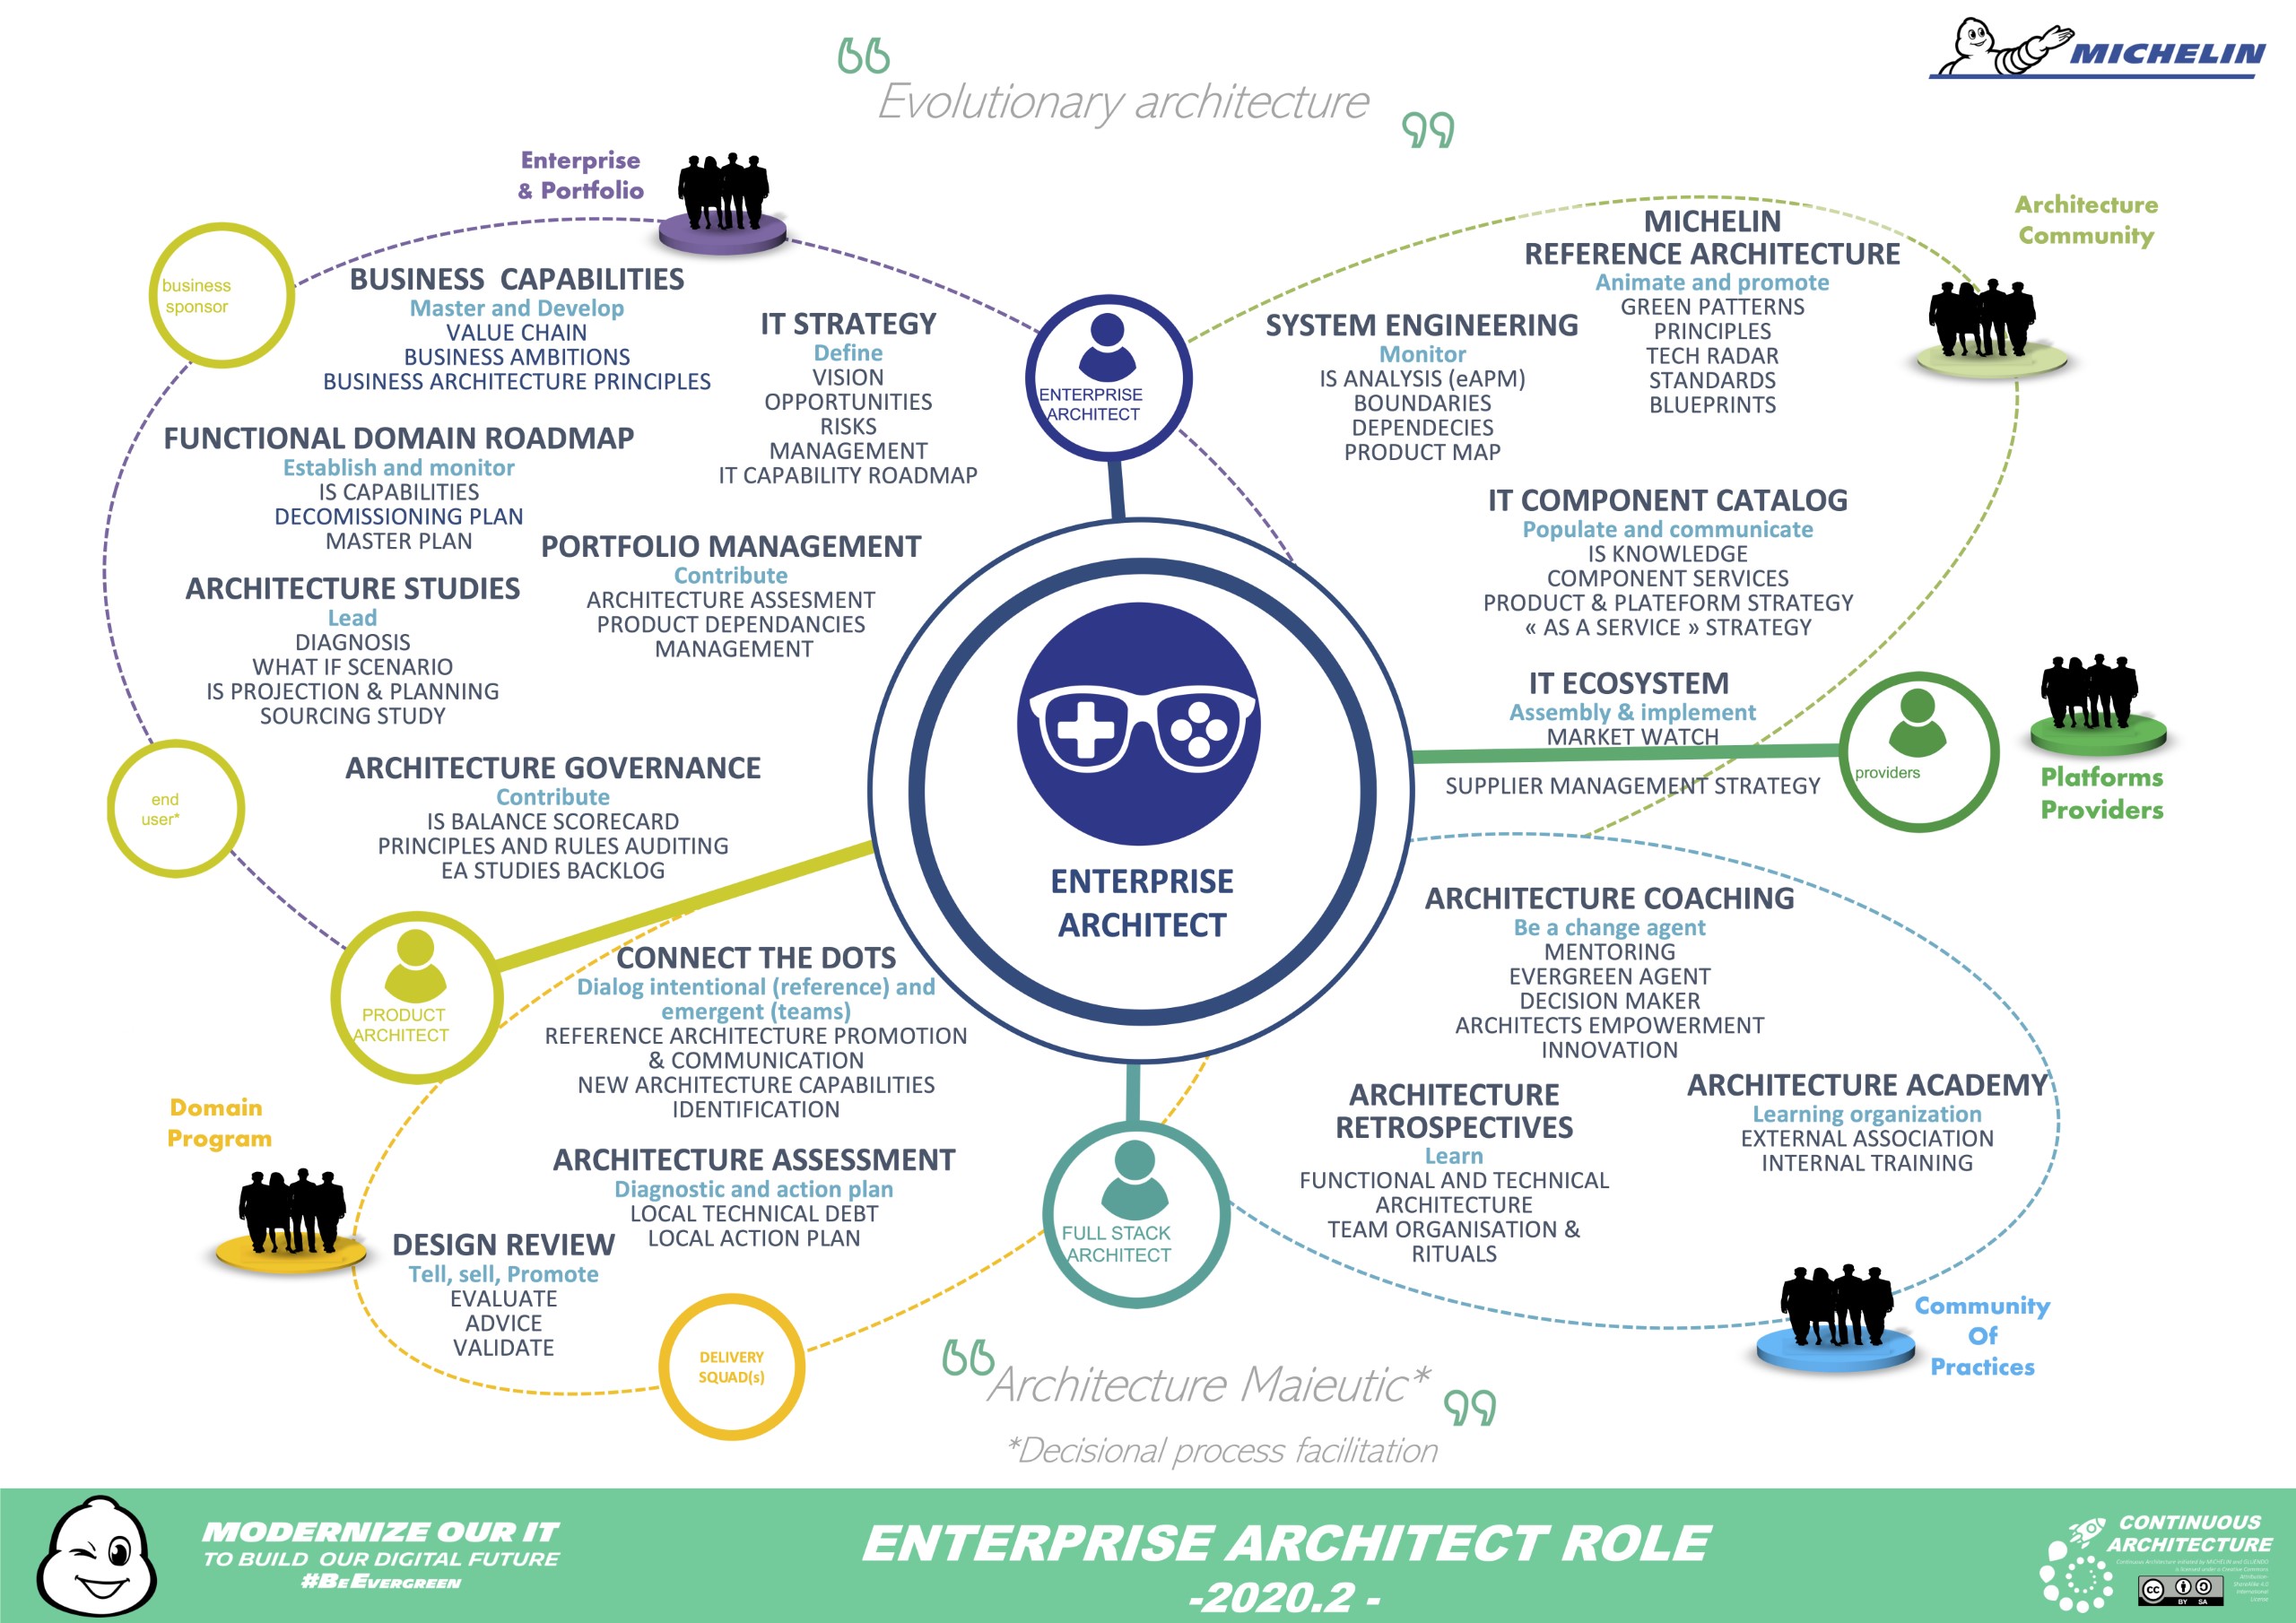 Evolutionary architecture
MICHELIN
Enterprise
& Portfolio
Architecture
Community
business
sponsor
BUSINESS CAPABILITIES
Master and Develop
VALUE CHAIN
BUSINESS AMBITIONS
BUSINESS ARCHITECTURE PRINCIPLES
IT STRATEGY
Define
VISION
OPPORTUNITIES
RISKS
MANAGEMENT
IT CAPABILITY ROADMAP
ENTERPRISE
ARCHITECT
SYSTEM ENGINEERING
Monitor
IS ANALYSIS (eAPM)
BOUNDARIES
DEPENDECIES
PRODUCT MAP
MICHELIN
REFERENCE ARCHITECTURE
Animate and promote
GREEN PATTERNS
PRINCIPLES
TECH RADAR
STANDARDS
BLUEPRINTS
FUNCTIONAL DOMAIN ROADMAP
Establish and monitor
IS CAPABILITIES
DECOMISSIONING PLAN
MASTER PLAN
PORTFOLIO MANAGEMENT
Contribute
ARCHITECTURE ASSESMENT
PRODUCT DEPENDANCIES
MANAGEMENT
IT COMPONENT CATALOG
Populate and communicate
IS KNOWLEDGE
COMPONENT SERVICES
PRODUCT & PLATEFORM STRATEGY
« AS A SERVICE » STRATEGY
ARCHITECTURE STUDIES
Lead
DIAGNOSIS
WHAT IF SCENARIO
IS PROJECTION & PLANNING
SOURCING STUDY
IT ECOSYSTEM
Assembly & implement
MARKET WATCH
SUPPLIER MANAGEMENT STRATEGY
providers
Platforms
Providers
end
user*
ARCHITECTURE GOVERNANCE
Contribute
IS BALANCE SCORECARD
PRINCIPLES AND RULES AUDITING
EA STUDIES BACKLOG
ENTERPRISE
ARCHITECT
PRODUCT
ARCHITECT
CONNECT THE DOTS
Dialog intentional (reference) and
emergent (teams)
REFERENCE ARCHITECTURE PROMOTION
& COMMUNICATION
NEW ARCHITECTURE CAPABILITIES
IDENTIFICATION
ARCHITECTURE COACHING
Be a change agent
MENTORING
EVERGREEN AGENT
DECISION MAKER
ARCHITECTS EMPOWERMENT
INNOVATION
Domain
Program
ARCHITECTURE ASSESSMENT
Diagnostic and action plan
LOCAL TECHNICAL DEBT
LOCAL ACTION PLAN
FULL STACK
ARCHITECT
ARCHITECTURE
RETROSPECTIVES
Learn
FUNCTIONAL AND TECHNICAL
ARCHITECTURE
TEAM ORGANISATION &
RITUALS
ARCHITECTURE ACADEMY
Learning organization
EXTERNAL ASSOCIATION
INTERNAL TRAINING
DESIGN REVIEW
Tell, sell, Promote
EVALUATE
ADVICE
VALIDATE
DELIVERY
SQUAD(s)
Community
Of
Practices
Architecture Maieutic*
*Decisional process facilitation
MODERNIZE OUR IT
TO BUILD OUR DIGITAL FUTURE
#BEEVERGREEN
ENTERPRISE ARCHITECT ROLE
-2020.2 -
CONTINUOUS
ARCHITECTURE
cc
BY SA